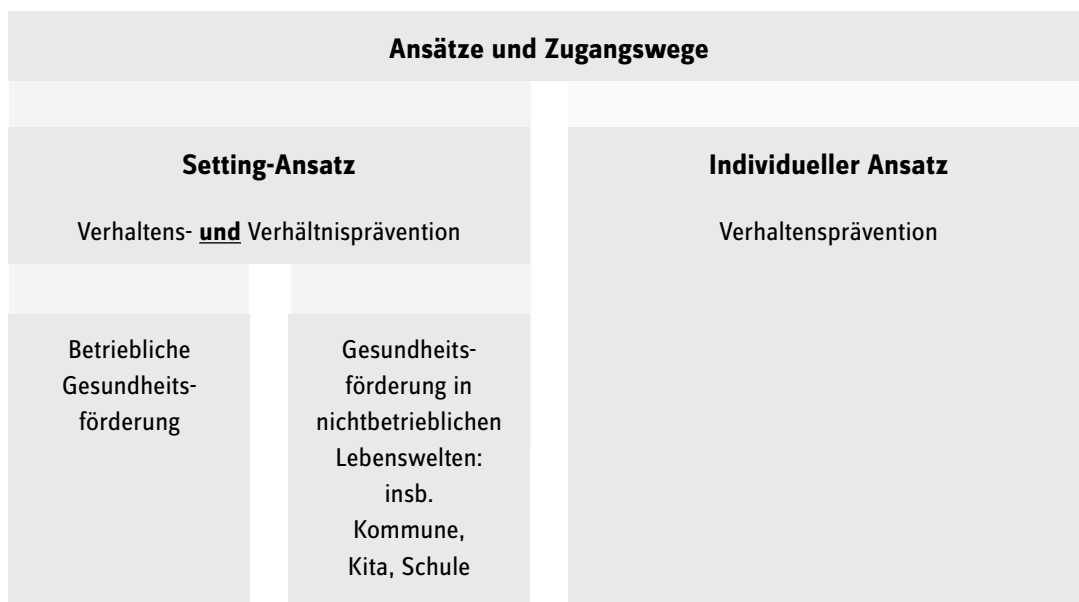 Ansätze und Zugangswege
Setting-Ansatz
Verhaltens- und Verhältnisprävention
Individueller Ansatz
Verhaltensprävention
Betriebliche
Gesundheits-
förderung
Gesundheits-
förderung in
nichtbetrieblichen
Lebenswelten:
insb.
Kommune,
Kita, Schule